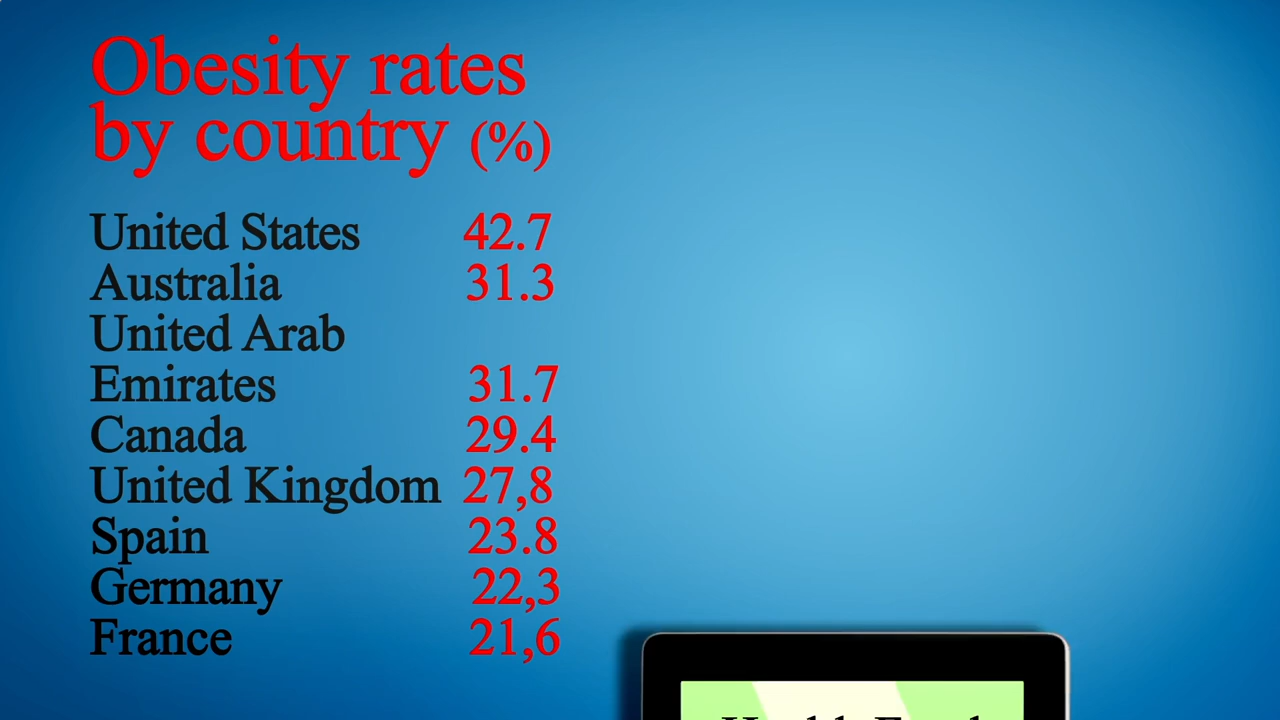 Obesity rates
by country (%)
United States 42.7
Australia 31.3
United Arab
Emirates 31.7
Canada 29.4
United Kingdom 27,8
Spain 23.8
Germany 22,3
France 21,6